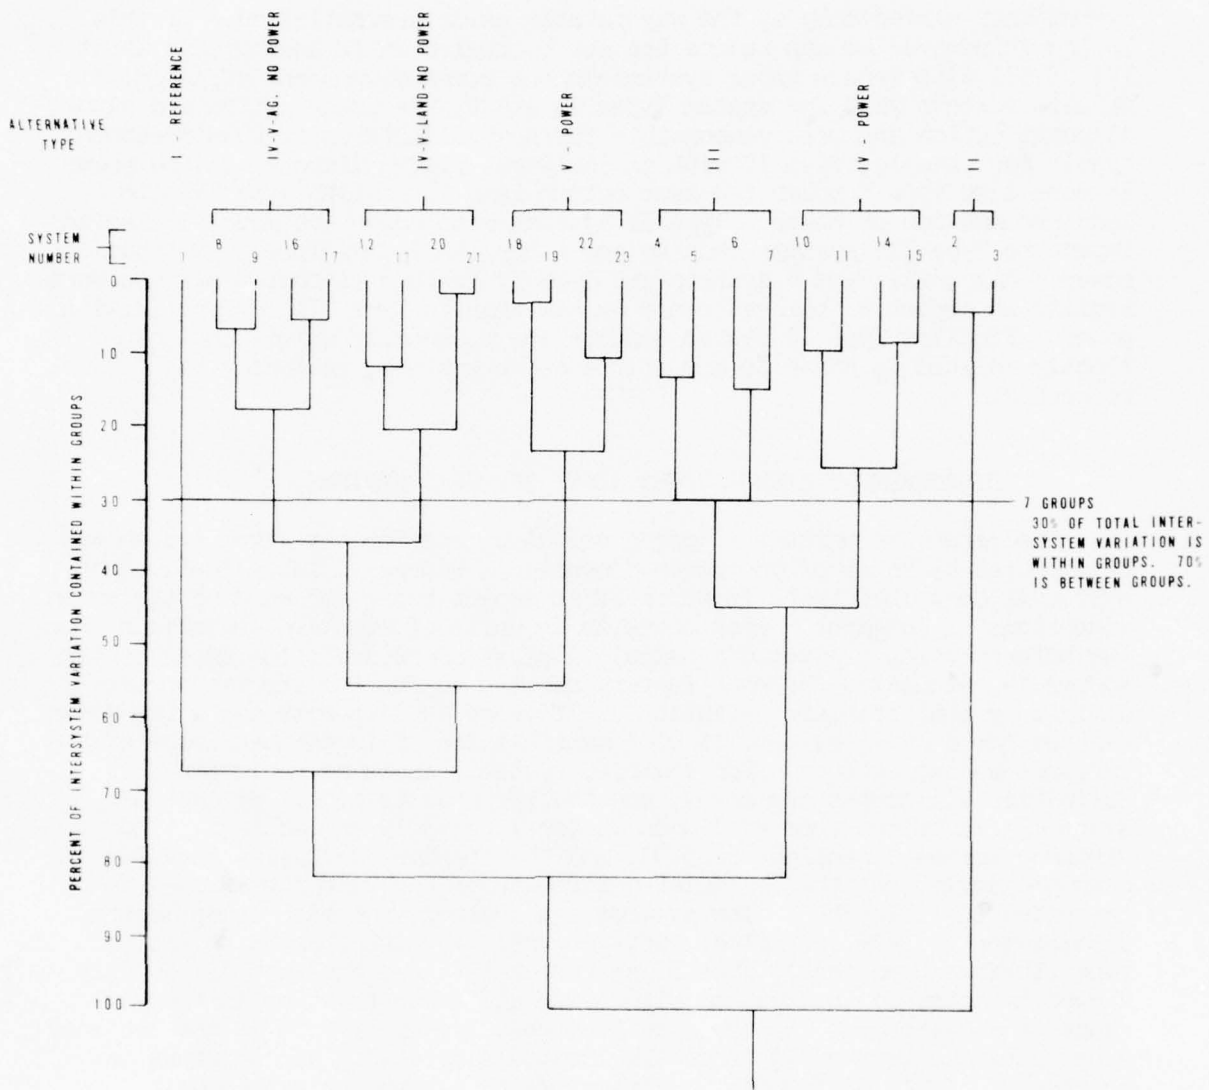 ALTERNATIVE
TYPE
I - REFERENCE
IV-V-AG. NO POWER
IV-V-LAND-NO POWER
V - POWER
III
IV - POWER
II
SYSTEM
NUMBER
1 8 9 16 17 12 11 20 21 18 19 22 23 4 5 6 7 10 11 14 15 2 3
PERCENT OF INTERSYSTEM VARIATION CONTAINED WITHIN GROUPS
0
10
20
30
40
50
60
70
80
90
100
7 GROUPS
30% OF TOTAL INTER-
SYSTEM VARIATION IS
WITHIN GROUPS. 70%
IS BETWEEN GROUPS.